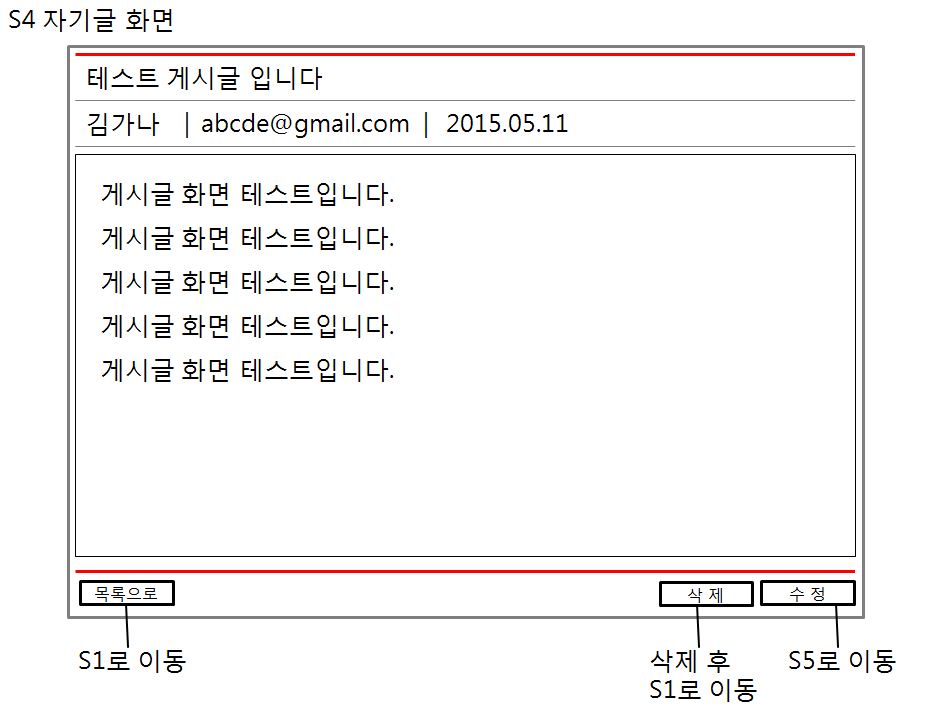 S4 자기글 화면
테스트 게시글 입니다
김가나 | abcde@gmail.com | 2015.05.11
게시글 화면 테스트입니다.
게시글 화면 테스트입니다.
게시글 화면 테스트입니다.
게시글 화면 테스트입니다.
게시글 화면 테스트입니다.
목록으로
삭 제
수 정
S1로 이동
삭제 후
S1로 이동
S5로 이동